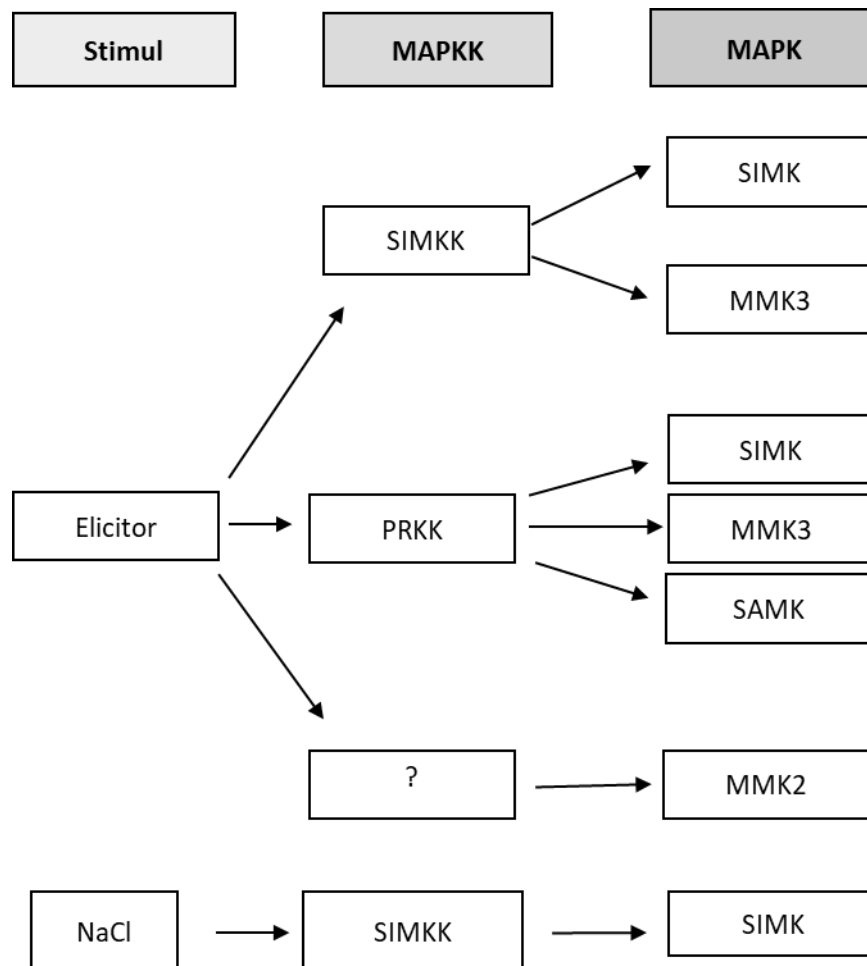 Stimul
MAPKK
MAPK
SIMK
SIMKK
MMK3
SIMK
Elicitor
PRKK
MMK3
SAMK
?
MMK2
NaCl
SIMKK
SIMK